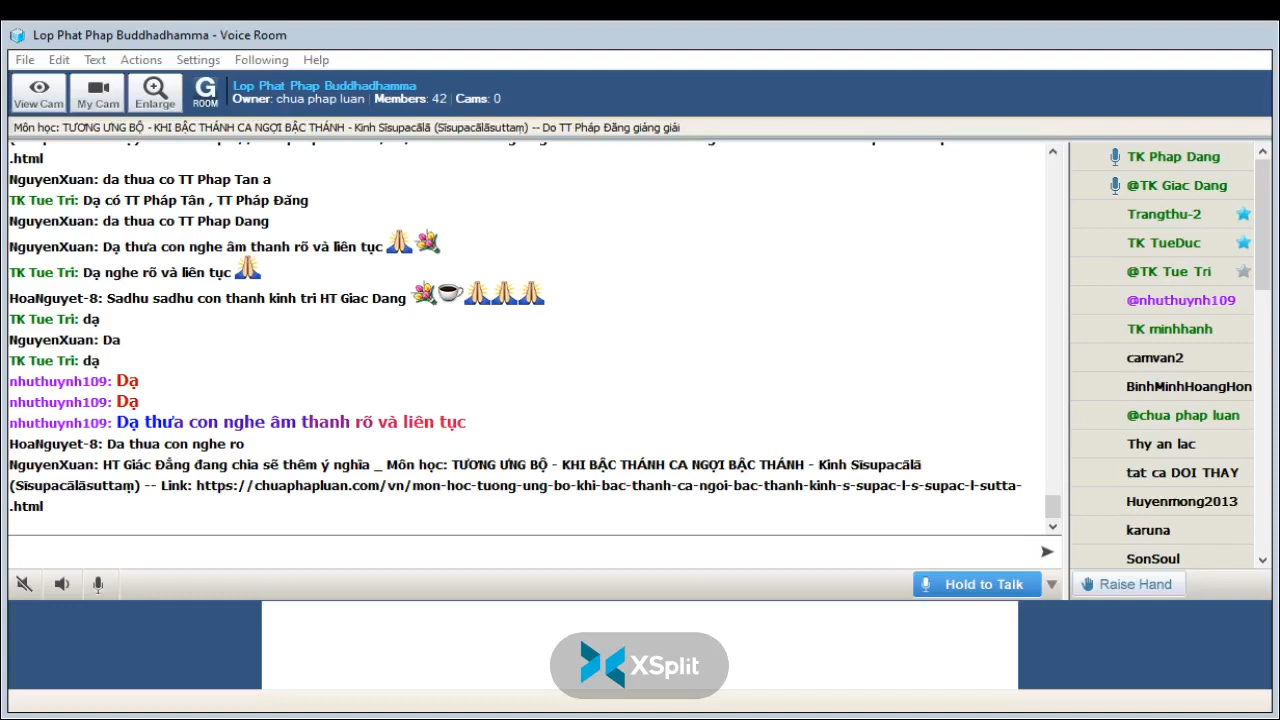 Lop Phat Phap Buddhadhamma - Voice Room
File Edit Text Actions Settings Following Help
View Cam My Cam Enlarge G ROOM
Lop Phat Phap Buddhadhamma
Owner: chua phap luan | Members: 42 | Cams: 0
Môn học: TƯƠNG ƯNG BỘ - KHI BẬC THÁNH CA NGỢI BẬC THÁNH - Kinh Sīsupacālā (Sīsupacālāsuttaṃ) -- Do TT Pháp Đăng giảng giải
.html
NguyenXuan: da thua co TT Phap Tan a
TK Tue Tri: Dạ có TT Pháp Tân , TT Pháp Đăng
NguyenXuan: da thua co TT Phap Dang
NguyenXuan: Dạ thưa con nghe âm thanh rõ và liên tục
TK Tue Tri: Dạ nghe rõ và liên tục
HoaNguyet-8: Sadhu sadhu con thanh kinh tri HT Giac Dang
TK Tue Tri: dạ
NguyenXuan: Da
TK Tue Tri: dạ
nhuthuynh109: Dạ
nhuthuynh109: Dạ
nhuthuynh109: Dạ thưa con nghe âm thanh rõ và liên tục
HoaNguyet-8: Da thua con nghe ro
NguyenXuan: HT Giác Đẳng đang chia sẽ thêm ý nghĩa _ Môn học: TƯƠNG ƯNG BỘ - KHI BẬC THÁNH CA NGỢI BẬC THÁNH - Kinh Sīsupacālā
(Sīsupacālāsuttaṃ) -- Link: https://chuaphapluan.com/vn/mon-hoc-tuong-ung-bo-khi-bac-thanh-ca-ngoi-bac-thanh-kinh-s-supac-l-s-supac-l-sutta-
.html
TK Phap Dang
@TK Giac Dang
Trangthu-2
TK TueDuc
@TK Tue Tri
@nhuthuynh109
TK minhhanh
camvan2
BinhMinhHoangHon
@chua phap luan
Thy an lac
tat ca DOI THAY
Huyenmong2013
karuna
SonSoul
Hold to Talk
Raise Hand
XSplit